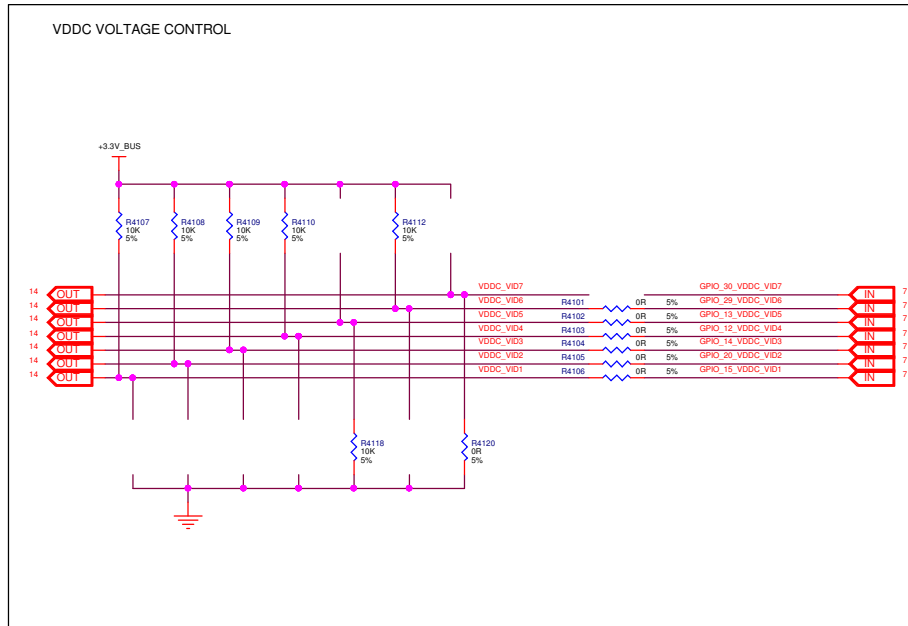 VDDC VOLTAGE CONTROL
+3.3V_BUS
R4107
10K
5%
R4108
10K
5%
R4109
10K
5%
R4110
10K
5%
R4112
10K
5%
14 OUT VDDC_VID7 GPIO_30_VDDC_VID7 IN 7
14 OUT VDDC_VID6 R4101 0R 5% GPIO_29_VDDC_VID6 IN 7
14 OUT VDDC_VID5 R4102 0R 5% GPIO_13_VDDC_VID5 IN 7
14 OUT VDDC_VID4 R4103 0R 5% GPIO_12_VDDC_VID4 IN 7
14 OUT VDDC_VID3 R4104 0R 5% GPIO_14_VDDC_VID3 IN 7
14 OUT VDDC_VID2 R4105 0R 5% GPIO_20_VDDC_VID2 IN 7
14 OUT VDDC_VID1 R4106 0R 5% GPIO_15_VDDC_VID1 IN 7
R4118
10K
5%
R4120
0R
5%